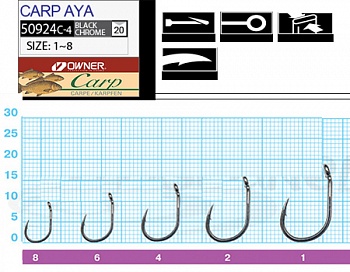 CARP AYA
50924C-4
BLACK
CHROME
20
SIZE: 1~8
OWNER
Carp
CARPE / KARPFEN
30
25
20
15
10
5
0
8 6 4 2 1